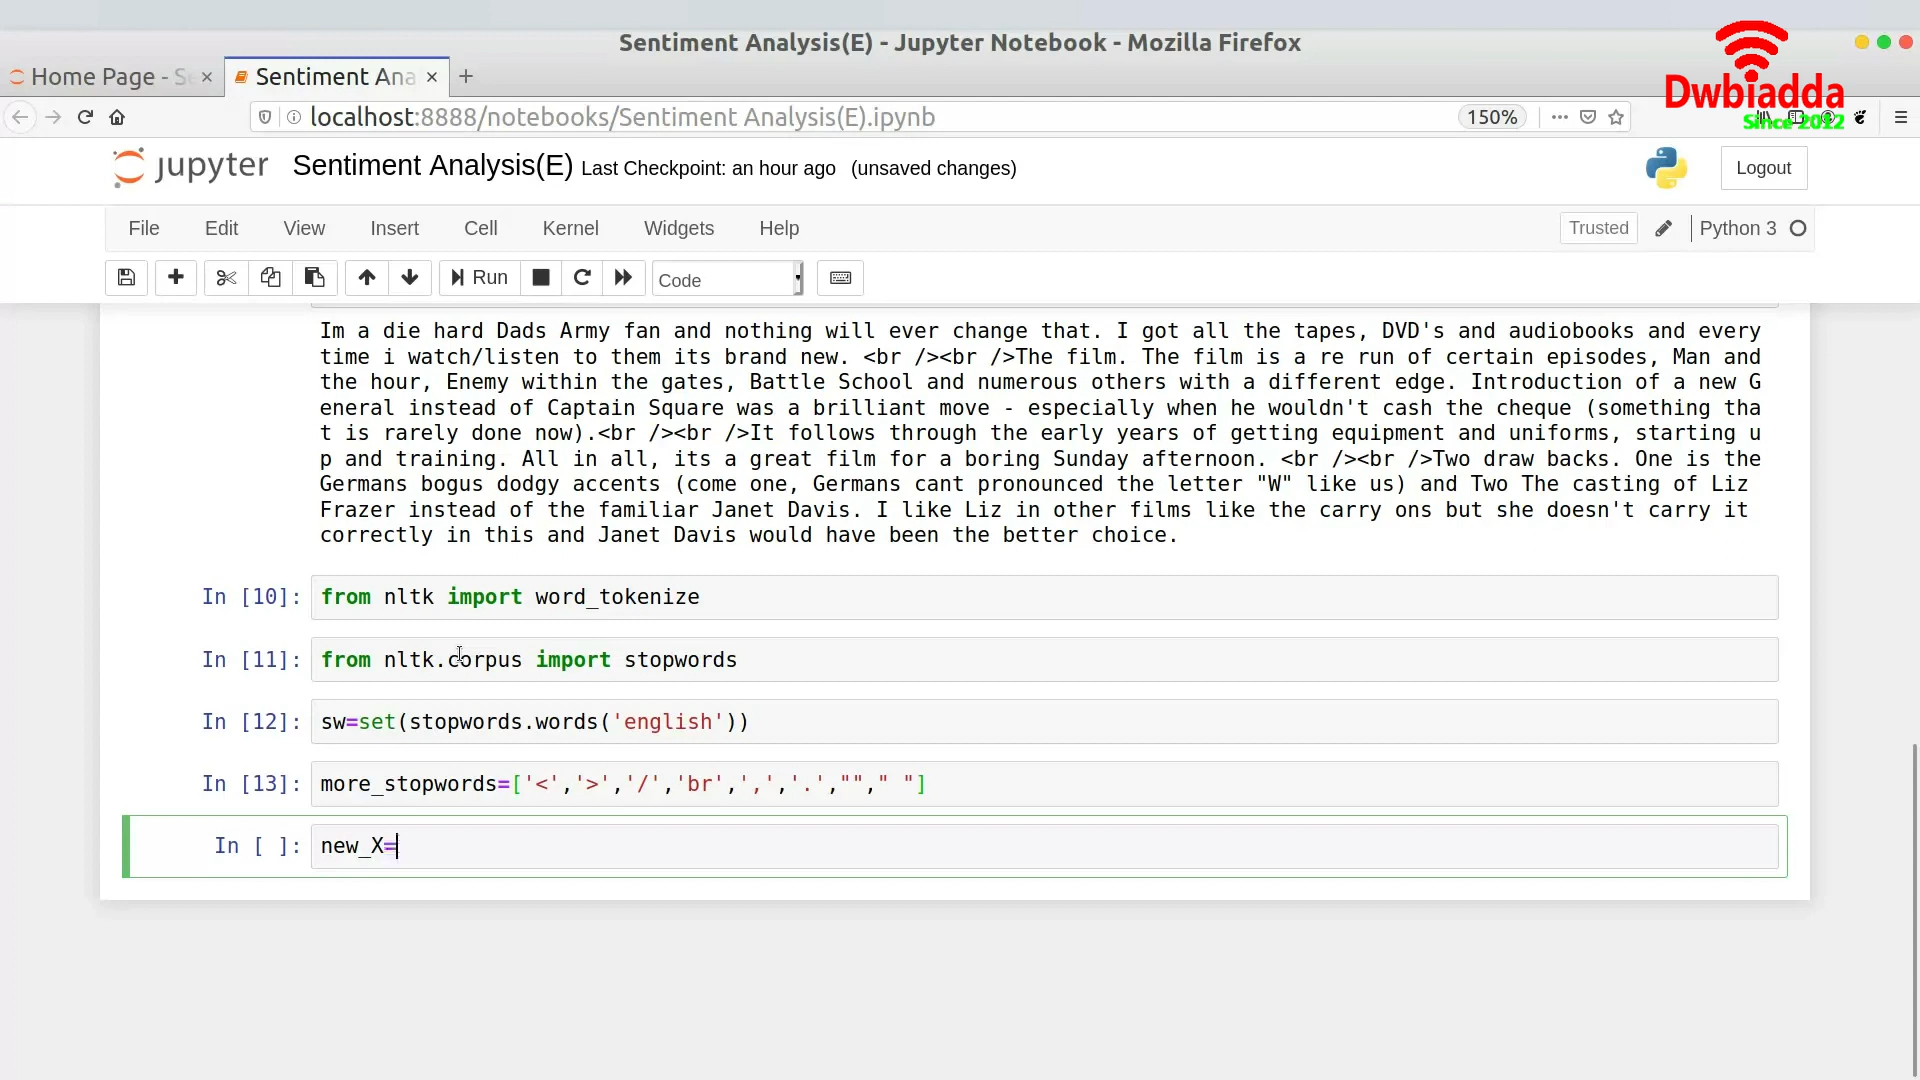 Sentiment Analysis(E) - Jupyter Notebook - Mozilla Firefox
Dwbiadda
Since 2012
Home Page - S
Sentiment Ana
localhost:8888/notebooks/Sentiment Analysis(E).ipynb
150%
jupyter Sentiment Analysis(E) Last Checkpoint: an hour ago (unsaved changes)
Logout
File Edit View Insert Cell Kernel Widgets Help
Trusted
Python 3
Run
Code
Im a die hard Dads Army fan and nothing will ever change that. I got all the tapes, DVD's and audiobooks and every
time i watch/listen to them its brand new. <br /><br />The film. The film is a re run of certain episodes, Man and
the hour, Enemy within the gates, Battle School and numerous others with a different edge. Introduction of a new G
eneral instead of Captain Square was a brilliant move - especially when he wouldn't cash the cheque (something tha
t is rarely done now).<br /><br />It follows through the early years of getting equipment and uniforms, starting u
p and training. All in all, its a great film for a boring Sunday afternoon. <br /><br />Two draw backs. One is the
Germans bogus dodgy accents (come one, Germans cant pronounced the letter "W" like us) and Two The casting of Liz
Frazer instead of the familiar Janet Davis. I like Liz in other films like the carry ons but she doesn't carry it
correctly in this and Janet Davis would have been the better choice.
In [10]: from nltk import word_tokenize
In [11]: from nltk.corpus import stopwords
In [12]: sw=set(stopwords.words('english'))
In [13]: more_stopwords=['<','>','/','br',',','.',""," "]
In [ ]: new_X=